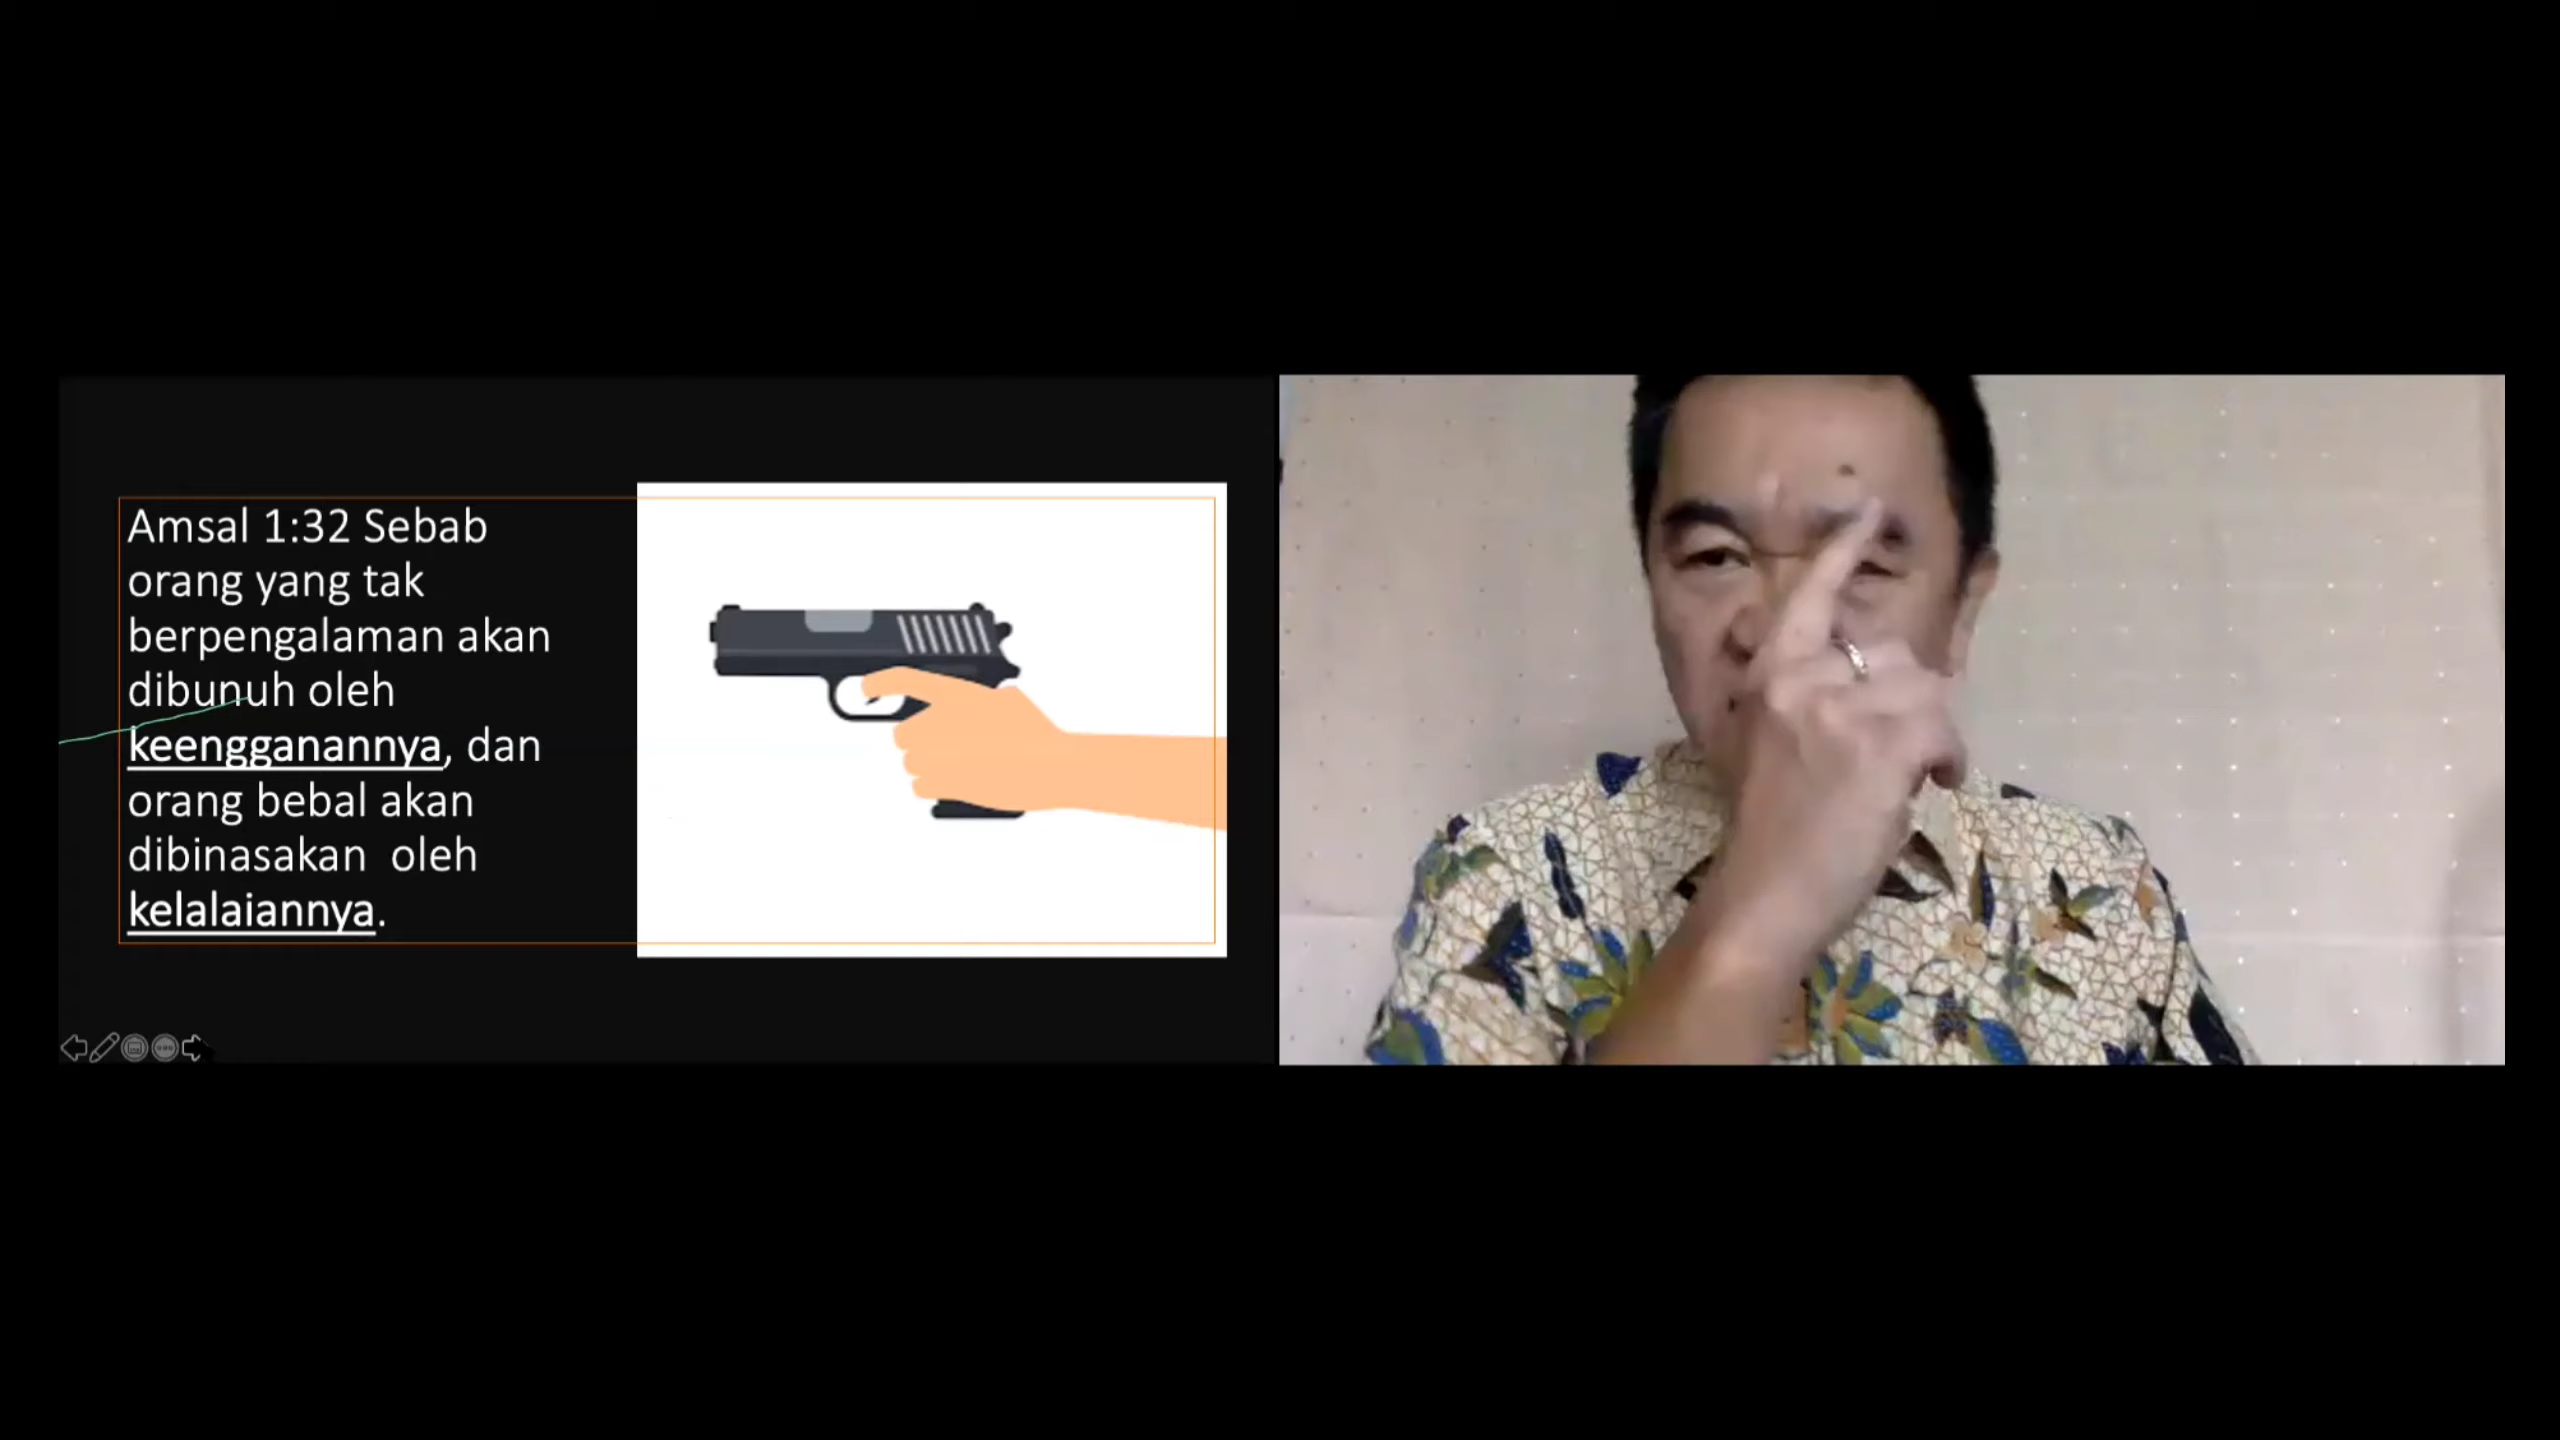 Amsal 1:32 Sebab
orang yang tak
berpengalaman akan
dibunuh oleh
keengganannya, dan
orang bebal akan
dibinasakan  oleh
kelalaiannya.